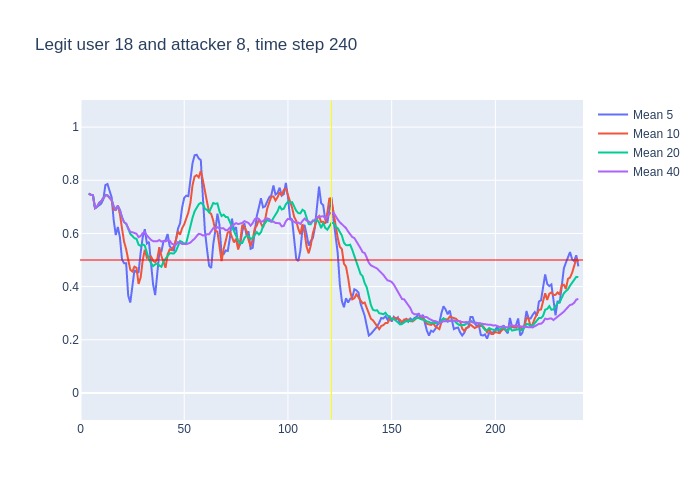 Legit user 18 and attacker 8, time step 240
1
0.8
0.6
0.4
0.2
0
0 50 100 150 200
Mean 5
Mean 10
Mean 20
Mean 40